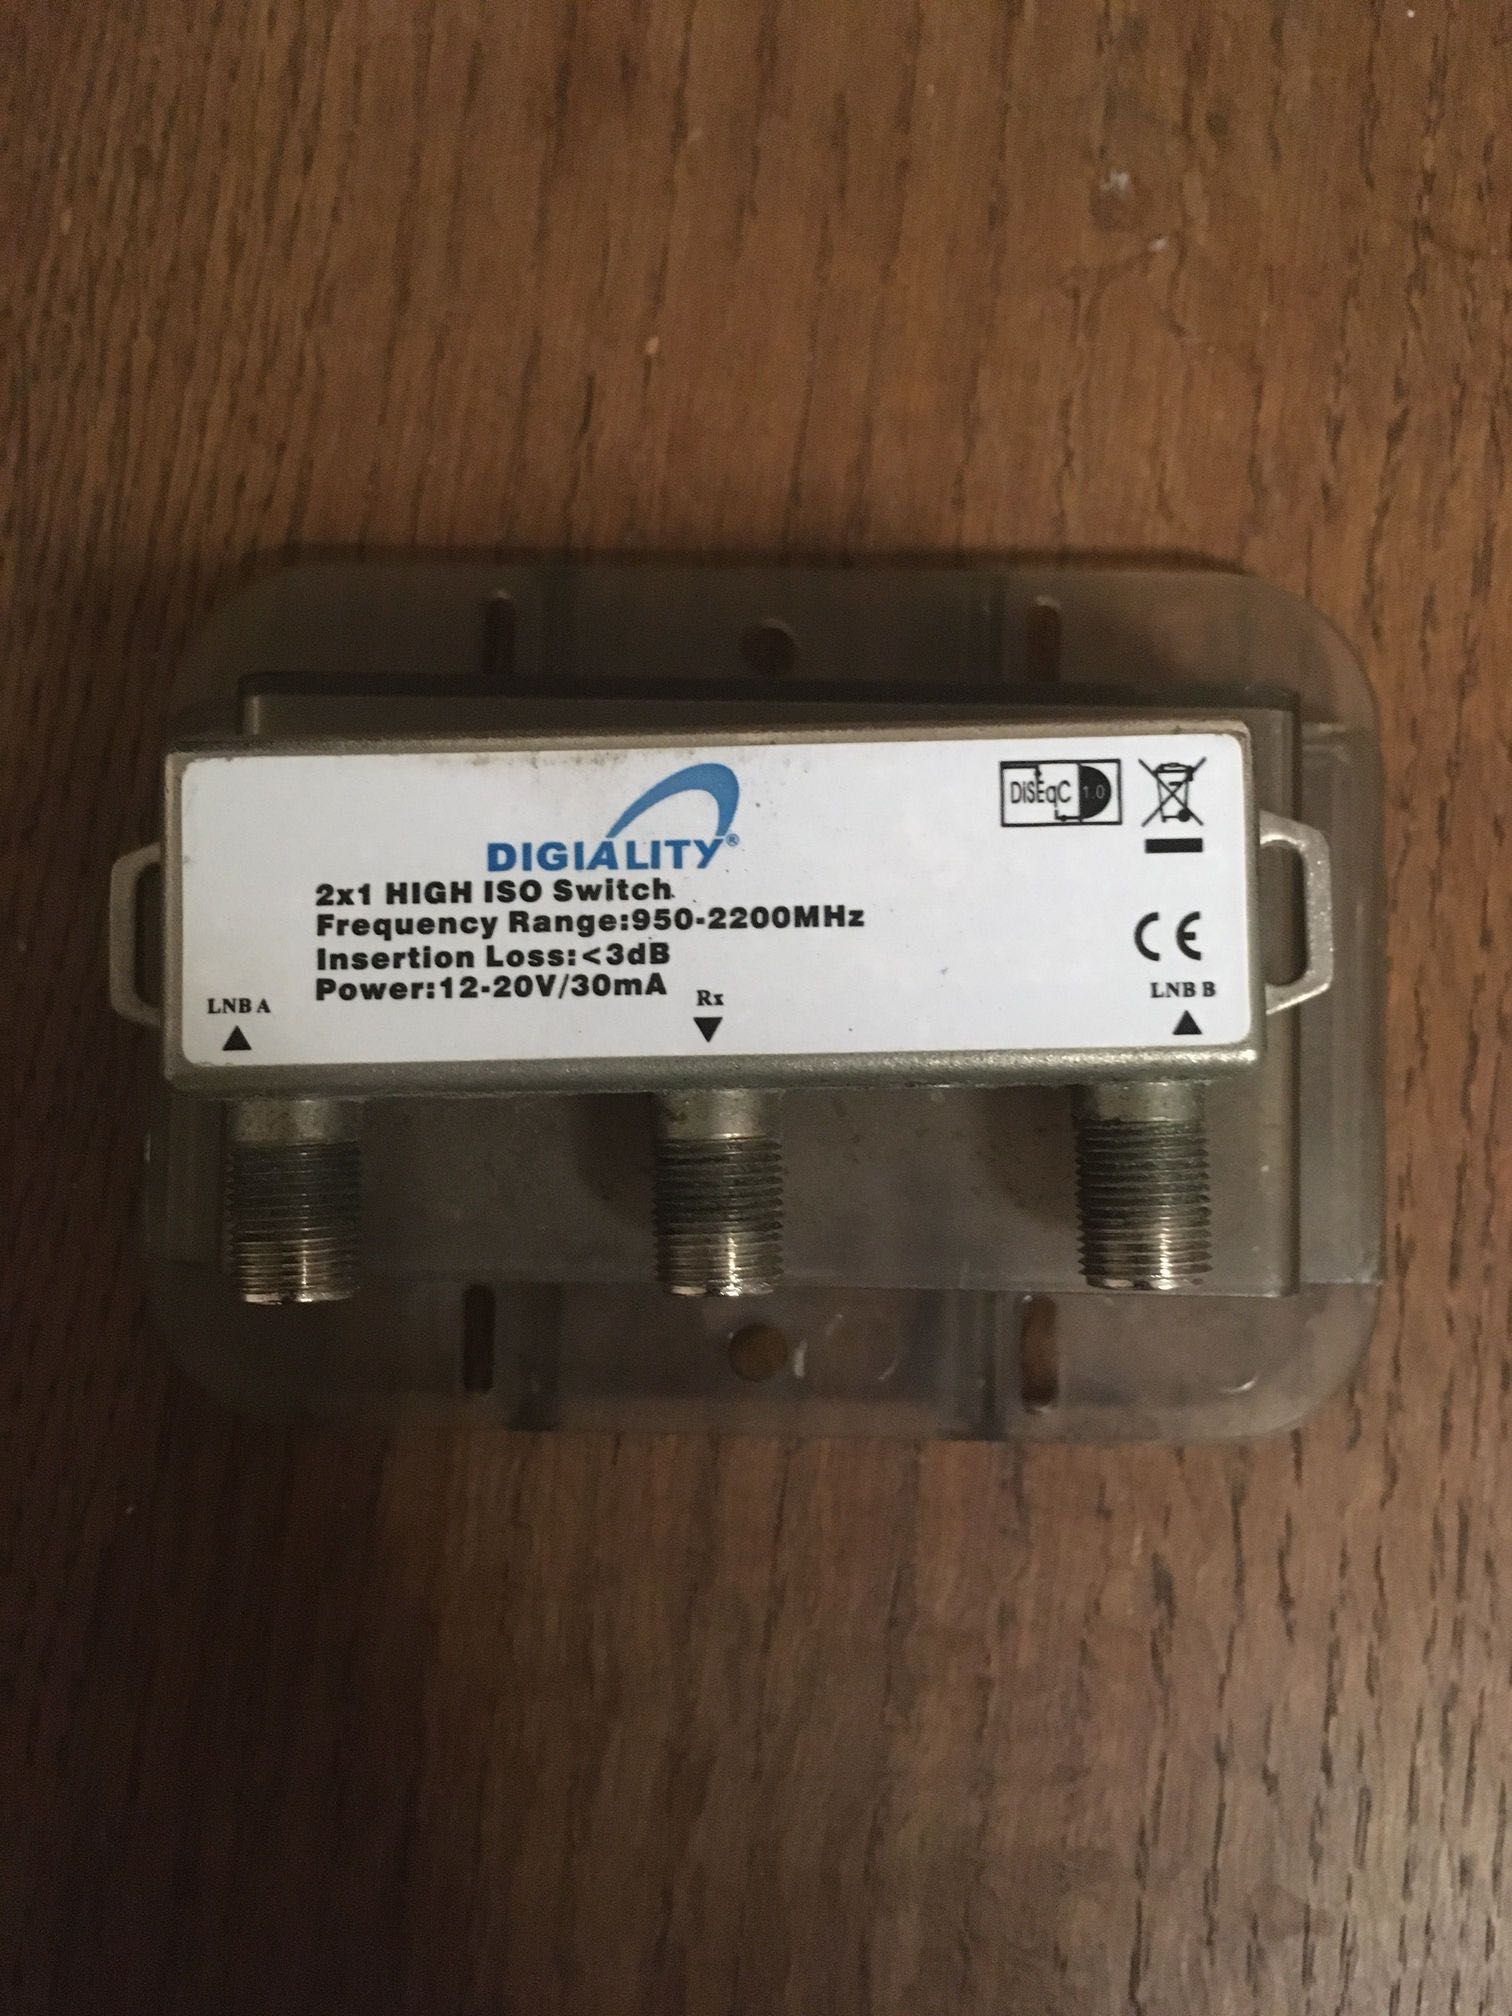 DiSEqC 1.0
DIGIALITY®
2x1 HIGH ISO Switch
Frequency Range:950-2200MHz
Insertion Loss:<3dB
Power:12-20V/30mA
CE
LNB A
Rx
LNB B